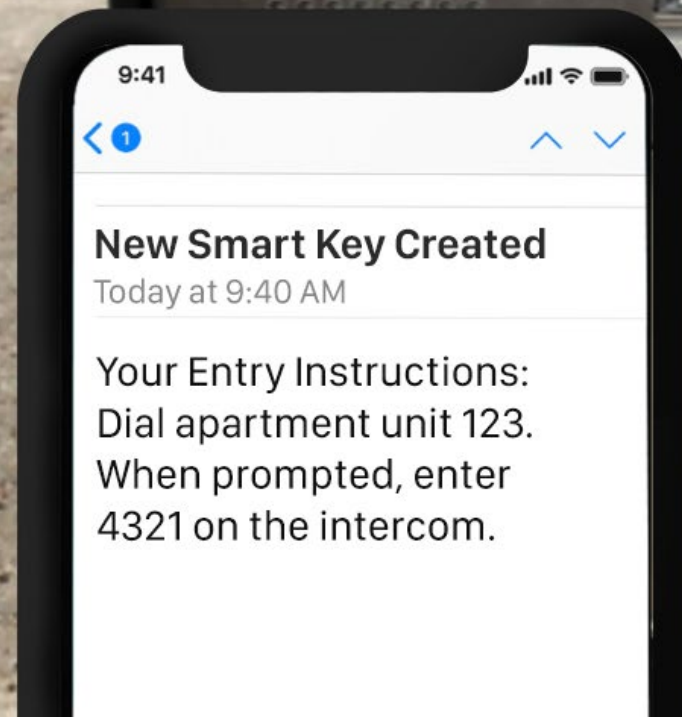 9:41
1
New Smart Key Created
Today at 9:40 AM
Your Entry Instructions:
Dial apartment unit 123.
When prompted, enter
4321 on the intercom.